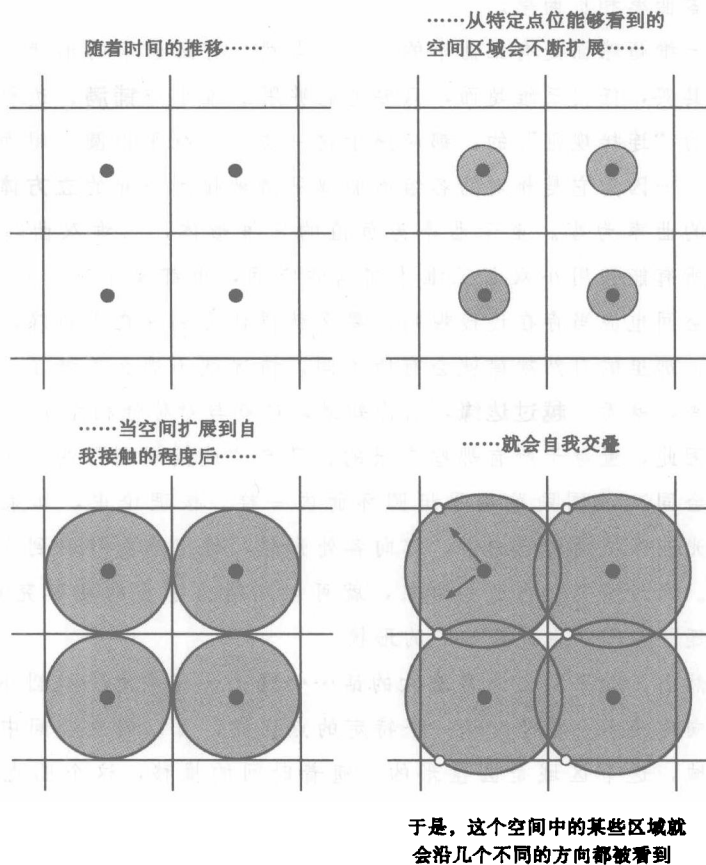 随着时间的推移……
……从特定点位能够看到的
空间区域会不断扩展……
……当空间扩展到自
我接触的程度后……
……就会自我交叠
于是，这个空间中的某些区域就
会沿几个不同的方向都被看到